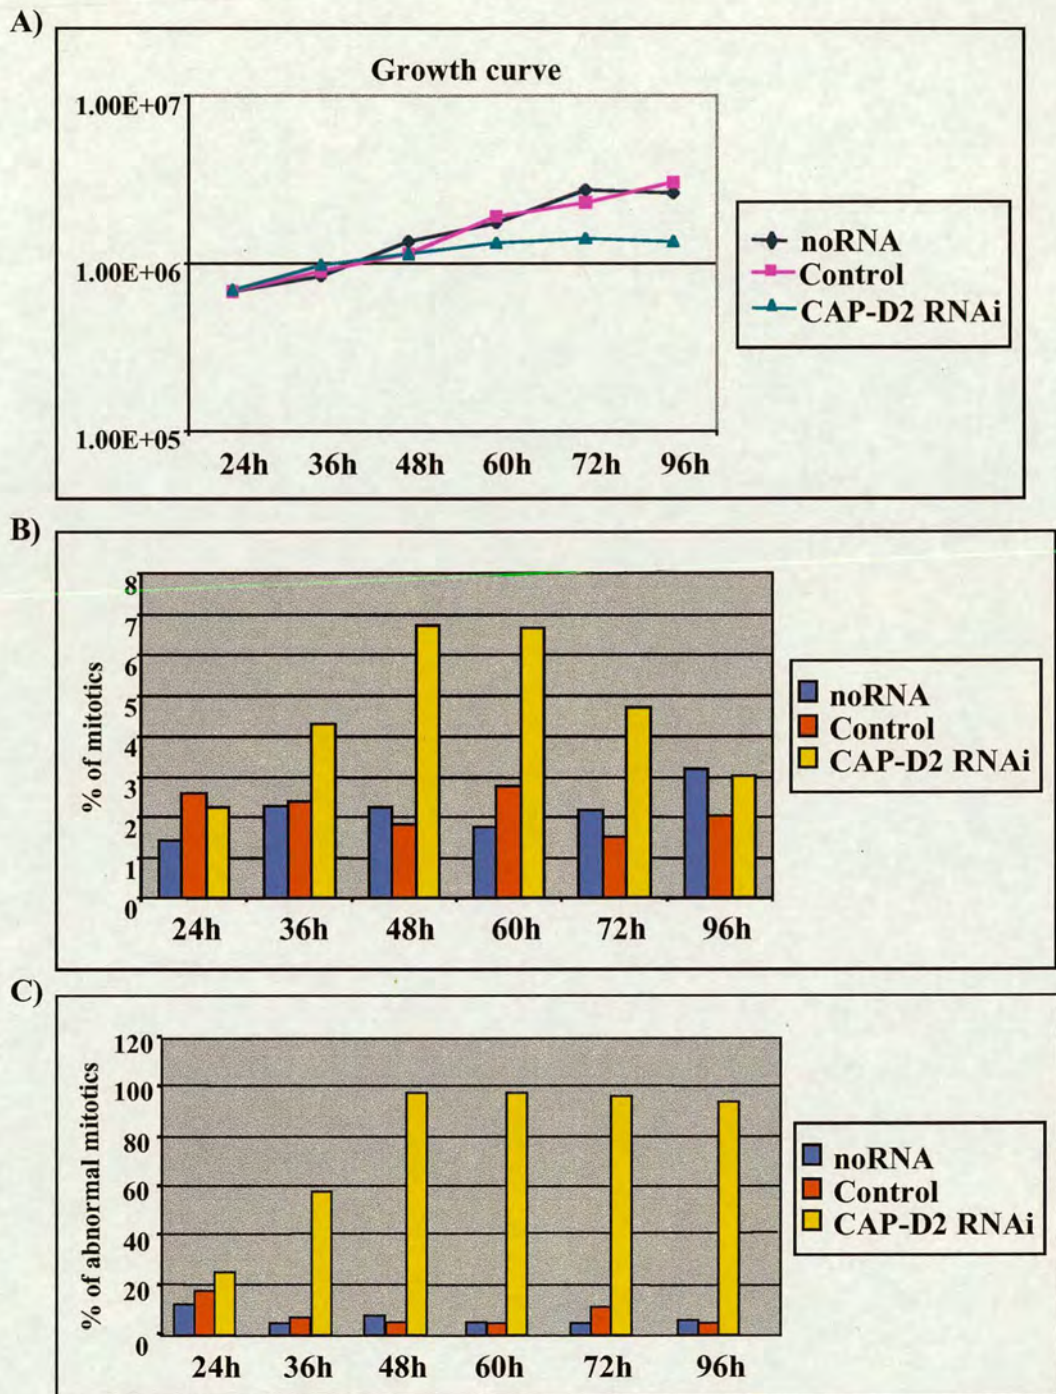 A)
Growth curve
1.00E+07
1.00E+06
1.00E+05
24h 36h 48h 60h 72h 96h
noRNA
Control
CAP-D2 RNAi
B)
% of mitotics
8
7
6
5
4
3
2
1
0
24h 36h 48h 60h 72h 96h
noRNA
Control
CAP-D2 RNAi
C)
% of abnormal mitotics
120
100
80
60
40
20
0
24h 36h 48h 60h 72h 96h
noRNA
Control
CAP-D2 RNAi